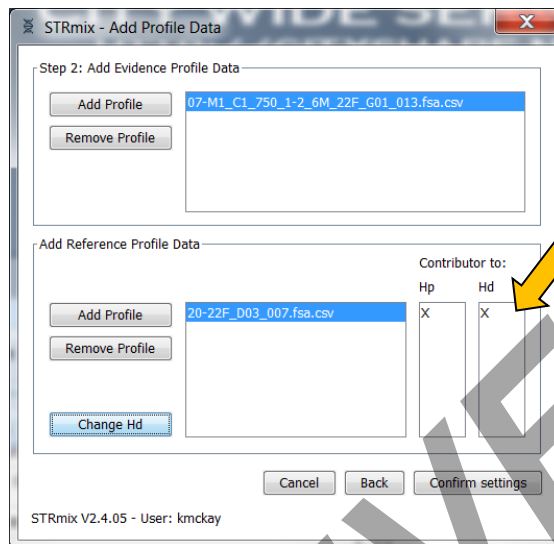 STRmix - Add Profile Data
Step 2: Add Evidence Profile Data
Add Profile
07-M1_C1_750_1-2_6M_22F_G01_013.fsa.csv
Remove Profile
Add Reference Profile Data
Contributor to:
Hp Hd
Add Profile
20-22F_D03_007.fsa.csv
X X
Remove Profile
Change Hd
Cancel Back Confirm settings
STRmix V2.4.05 - User: kmckay